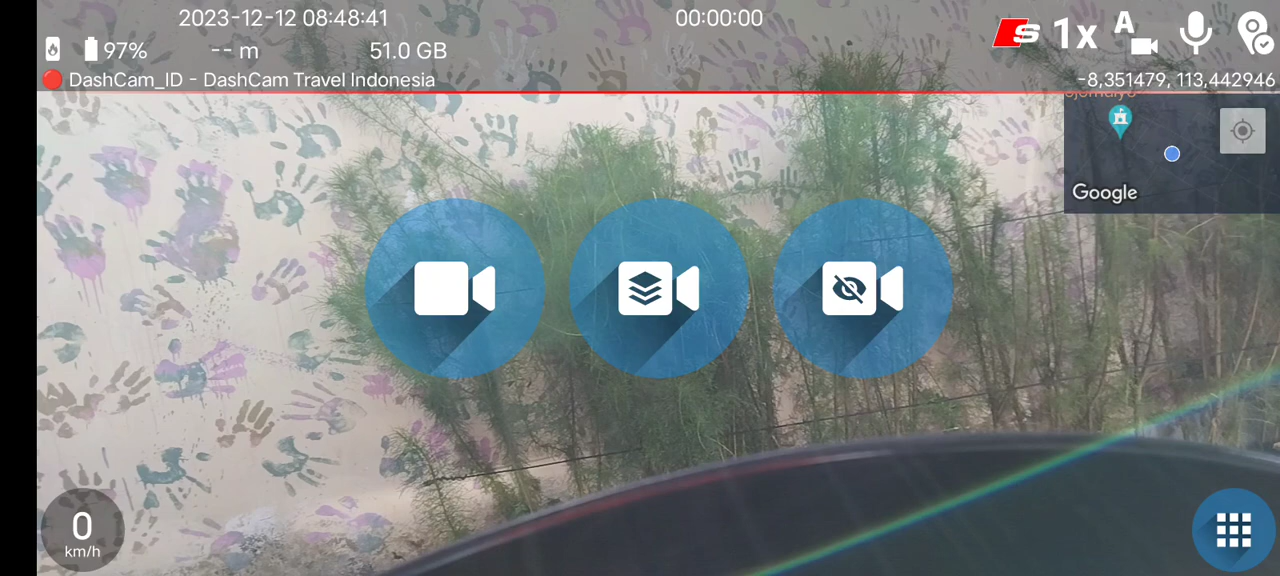 2023-12-12 08:48:41
00:00:00
97%
-- m
51.0 GB
S 1x A
DashCam_ID - DashCam Travel Indonesia
-8,351479, 113,442946
Google
0
km/h